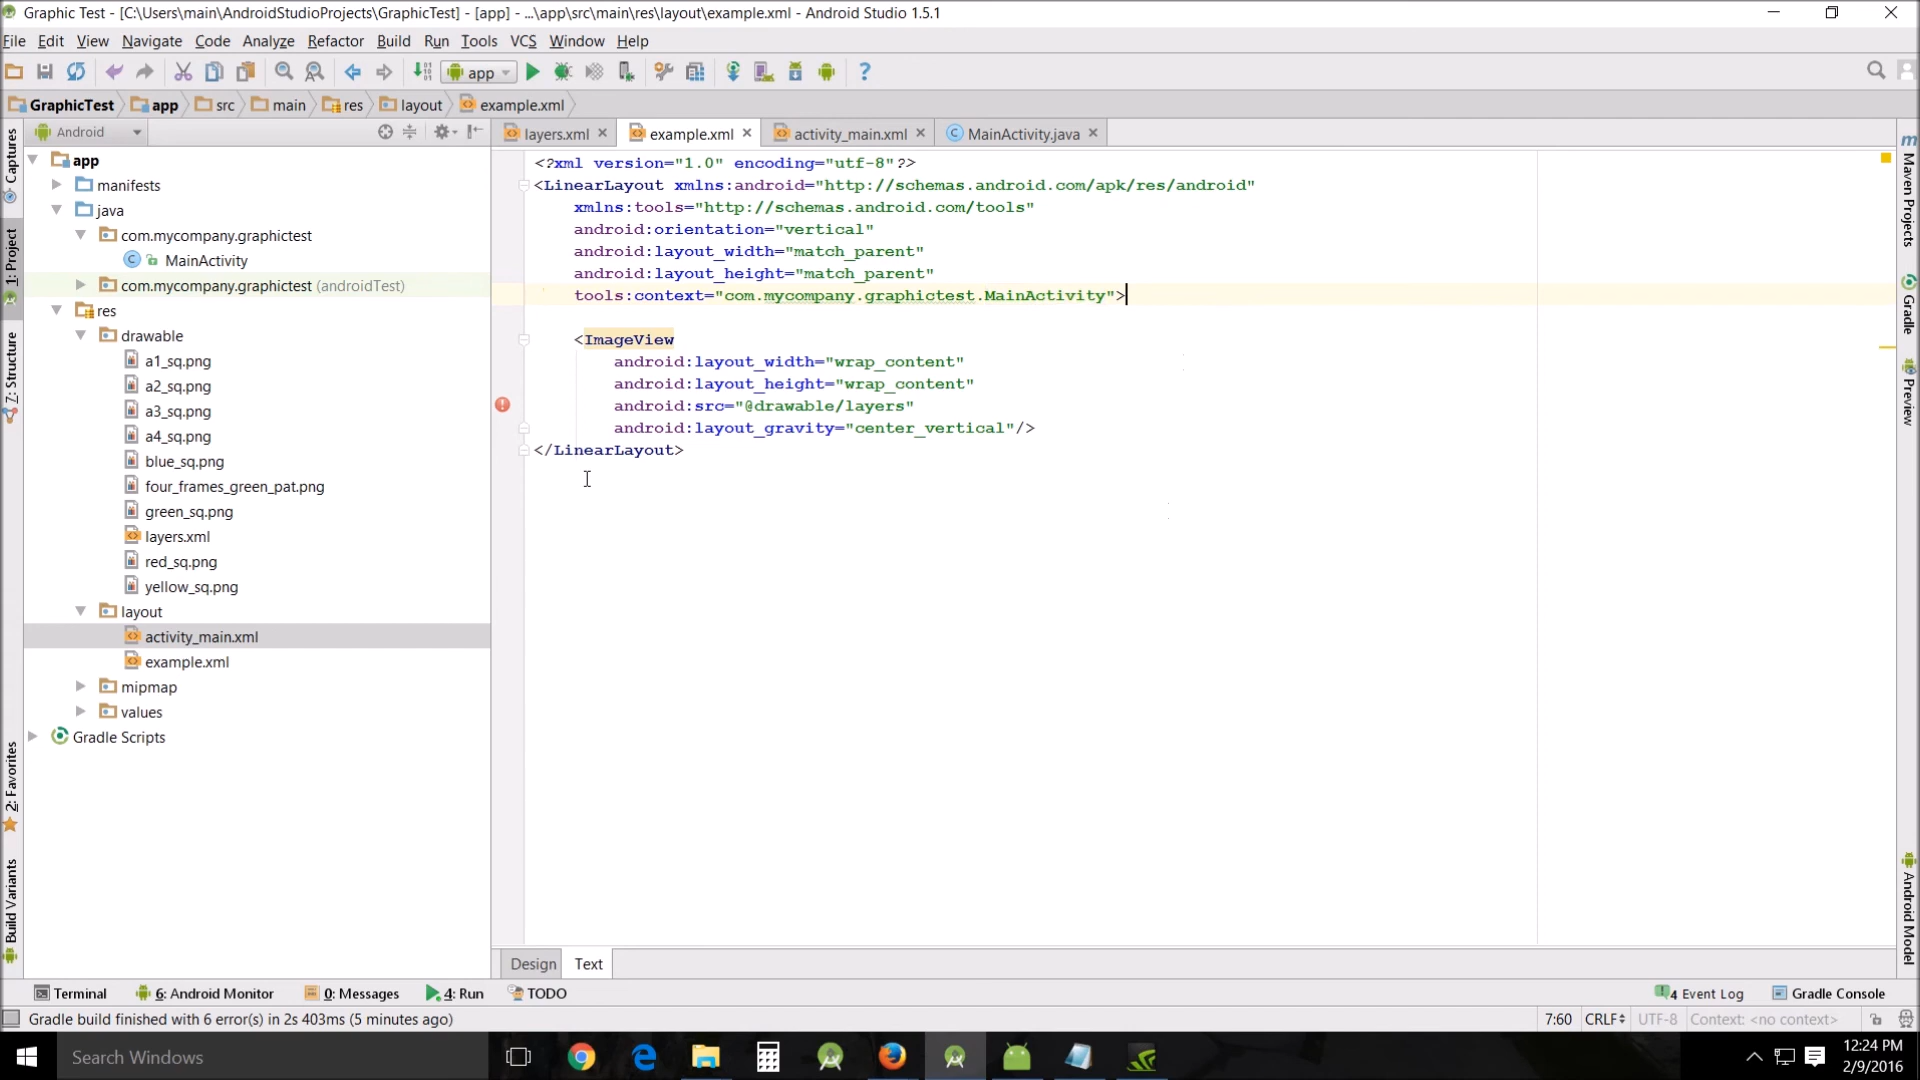 Graphic Test - [C:\Users\main\AndroidStudioProjects\GraphicTest] - [app] - ...\app\src\main\res\layout\example.xml - Android Studio 1.5.1
File Edit View Navigate Code Analyze Refactor Build Run Tools VCS Window Help
app
GraphicTest app src main res layout example.xml
Android
layers.xml example.xml activity_main.xml MainActivity.java
Captures
1: Project
7: Structure
2: Favorites
Build Variants
app
manifests
java
com.mycompany.graphictest
MainActivity
com.mycompany.graphictest (androidTest)
res
drawable
a1_sq.png
a2_sq.png
a3_sq.png
a4_sq.png
blue_sq.png
four_frames_green_pat.png
green_sq.png
layers.xml
red_sq.png
yellow_sq.png
layout
activity_main.xml
example.xml
mipmap
values
Gradle Scripts
<?xml version="1.0" encoding="utf-8"?>
<LinearLayout xmlns:android="http://schemas.android.com/apk/res/android"
xmlns:tools="http://schemas.android.com/tools"
android:orientation="vertical"
android:layout_width="match_parent"
android:layout_height="match_parent"
tools:context="com.mycompany.graphictest.MainActivity">
<ImageView
android:layout_width="wrap_content"
android:layout_height="wrap_content"
android:src="@drawable/layers"
android:layout_gravity="center_vertical"/>
</LinearLayout>
Maven Projects
Gradle
Preview
Android Model
Design Text
Terminal 6: Android Monitor 0: Messages 4: Run TODO 4 Event Log Gradle Console
Gradle build finished with 6 error(s) in 2s 403ms (5 minutes ago) 7:60 CRLF UTF-8 Context: <no context>
Search Windows
12:24 PM
2/9/2016